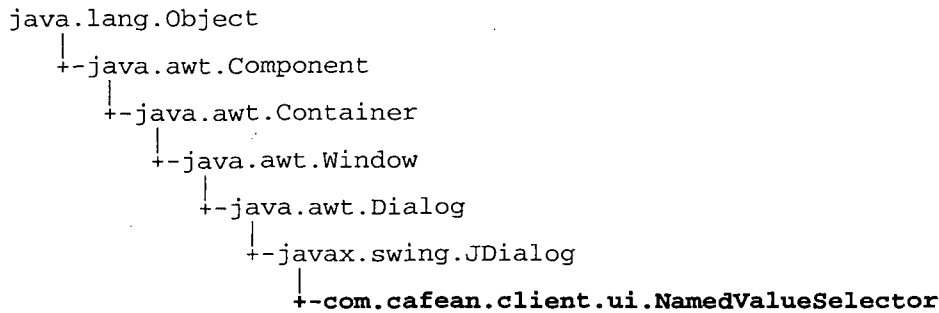 java.lang.Object
+-java.awt.Component
+-java.awt.Container
+-java.awt.Window
+-java.awt.Dialog
+-javax.swing.JDialog
+-com.cafean.client.ui.NamedValueSelector